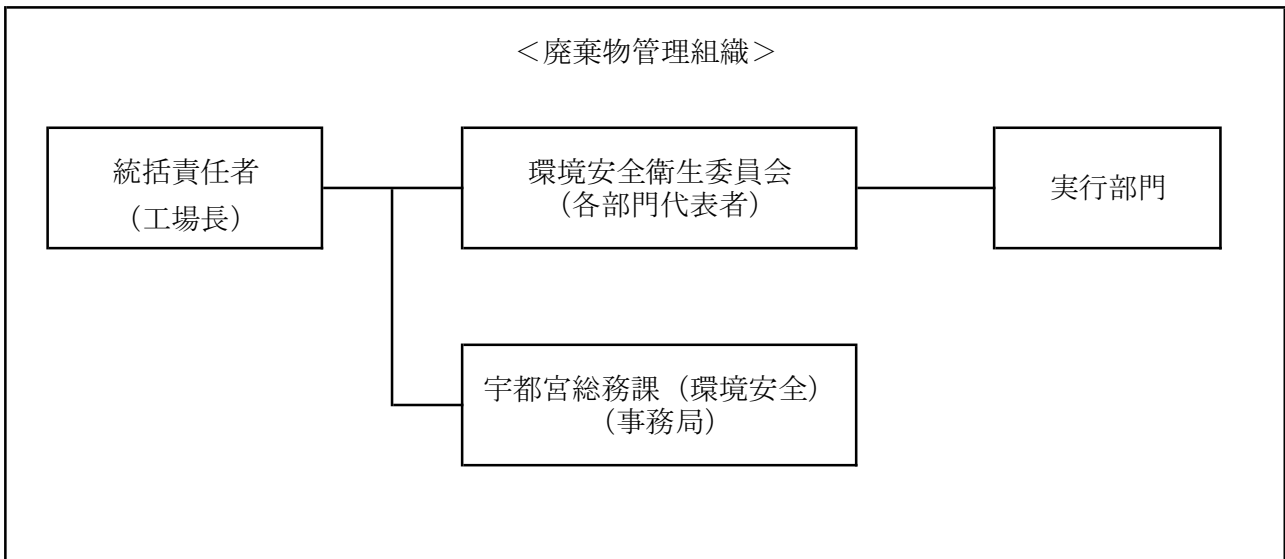 ＜廃棄物管理組織＞
統括責任者
（工場長）
環境安全衛生委員会
（各部門代表者）
実行部門
宇都宮総務課（環境安全）
（事務局）